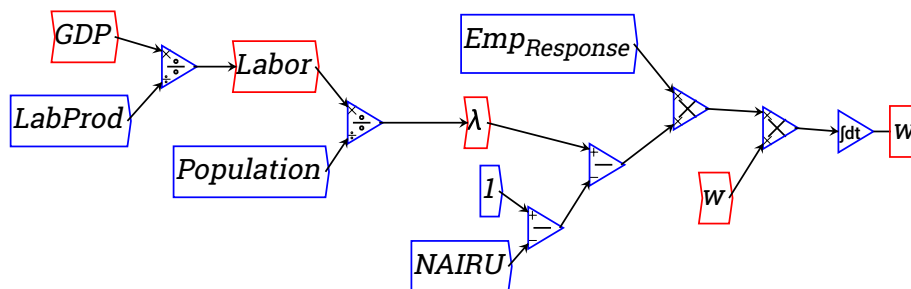 GDP
Emp_Response
Labor
LabProd
λ
∫dt
w
Population
1
w
NAIRU